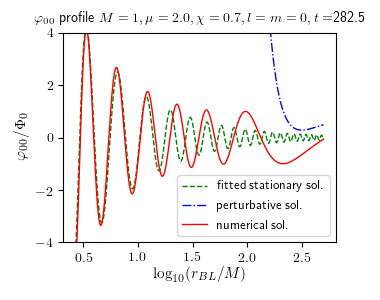 φ₀₀ profile M = 1, μ = 2.0, χ = 0.7, l = m = 0, t =282.5
φ₀₀/Φ₀
4
2
0
−2
−4
fitted stationary sol.
perturbative sol.
numerical sol.
0.5 1.0 1.5 2.0 2.5
log₁₀(r_BL/M)